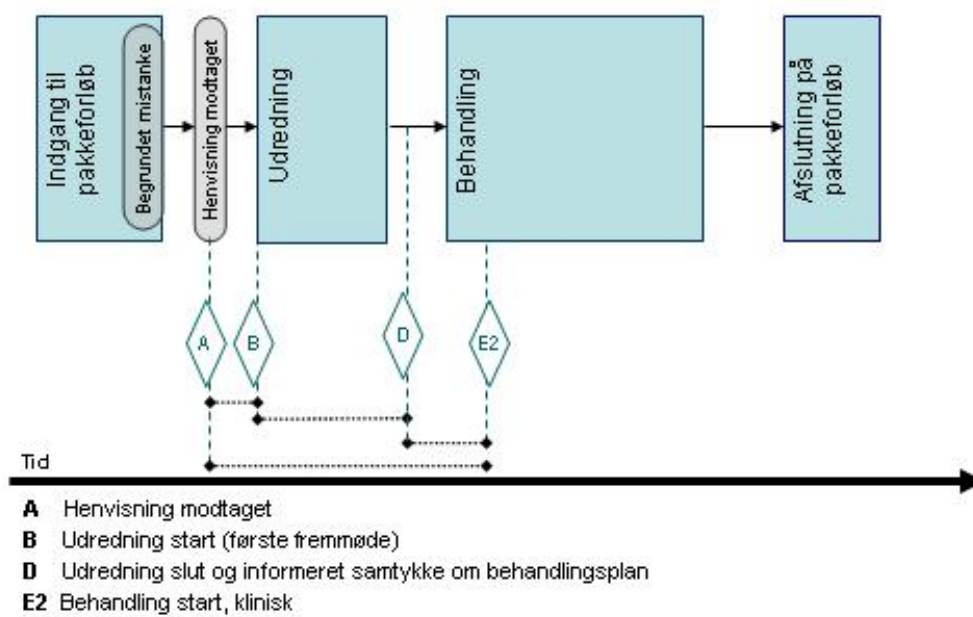 Indgang til
pakkeforløb
Begrundet mistanke
Henvisning modtaget
Udredning
Behandling
Afslutning på
pakkeforløb
A
B
D
E2
Tid
A Henvisning modtaget
B Udredning start (første fremmøde)
D Udredning slut og informeret samtykke om behandlingsplan
E2 Behandling start, klinisk